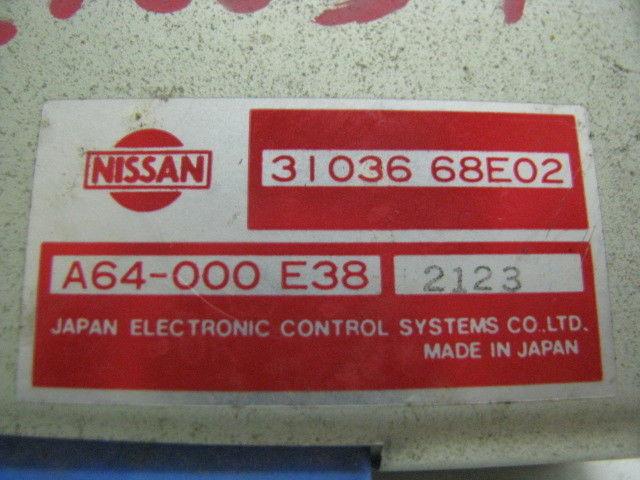 NISSAN
31036 68E02
A64-000 E38
2123
JAPAN ELECTRONIC CONTROL SYSTEMS CO.,LTD.
MADE IN JAPAN